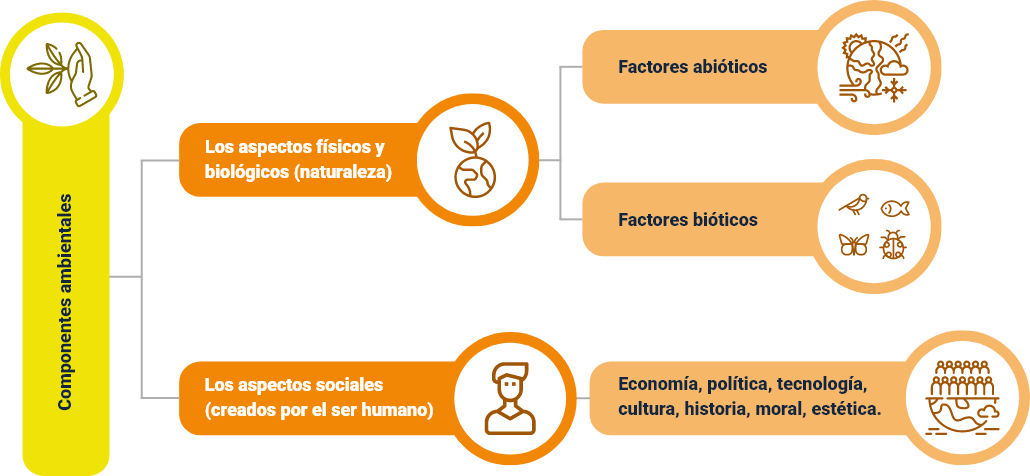 Componentes ambientales
Los aspectos físicos y
biológicos (naturaleza)
Factores abióticos
Factores bióticos
Los aspectos sociales
(creados por el ser humano)
Economía, política, tecnología,
cultura, historia, moral, estética.